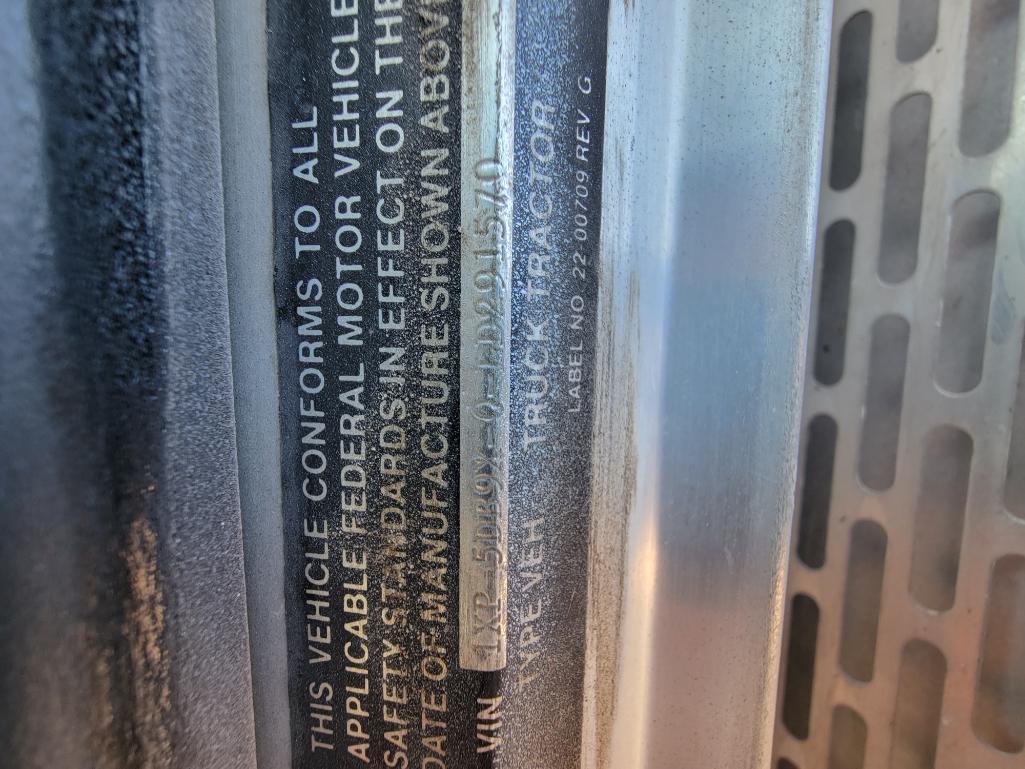 THIS VEHICLE CONFORMS TO ALL
APPLICABLE FEDERAL MOTOR VEHICLE
SAFETY STANDARDS IN EFFECT ON THE
DATE OF MANUFACTURE SHOWN ABOVE
VIN
TYPE VEH TRUCK TRACTOR
LABEL NO 22 00709 REV G